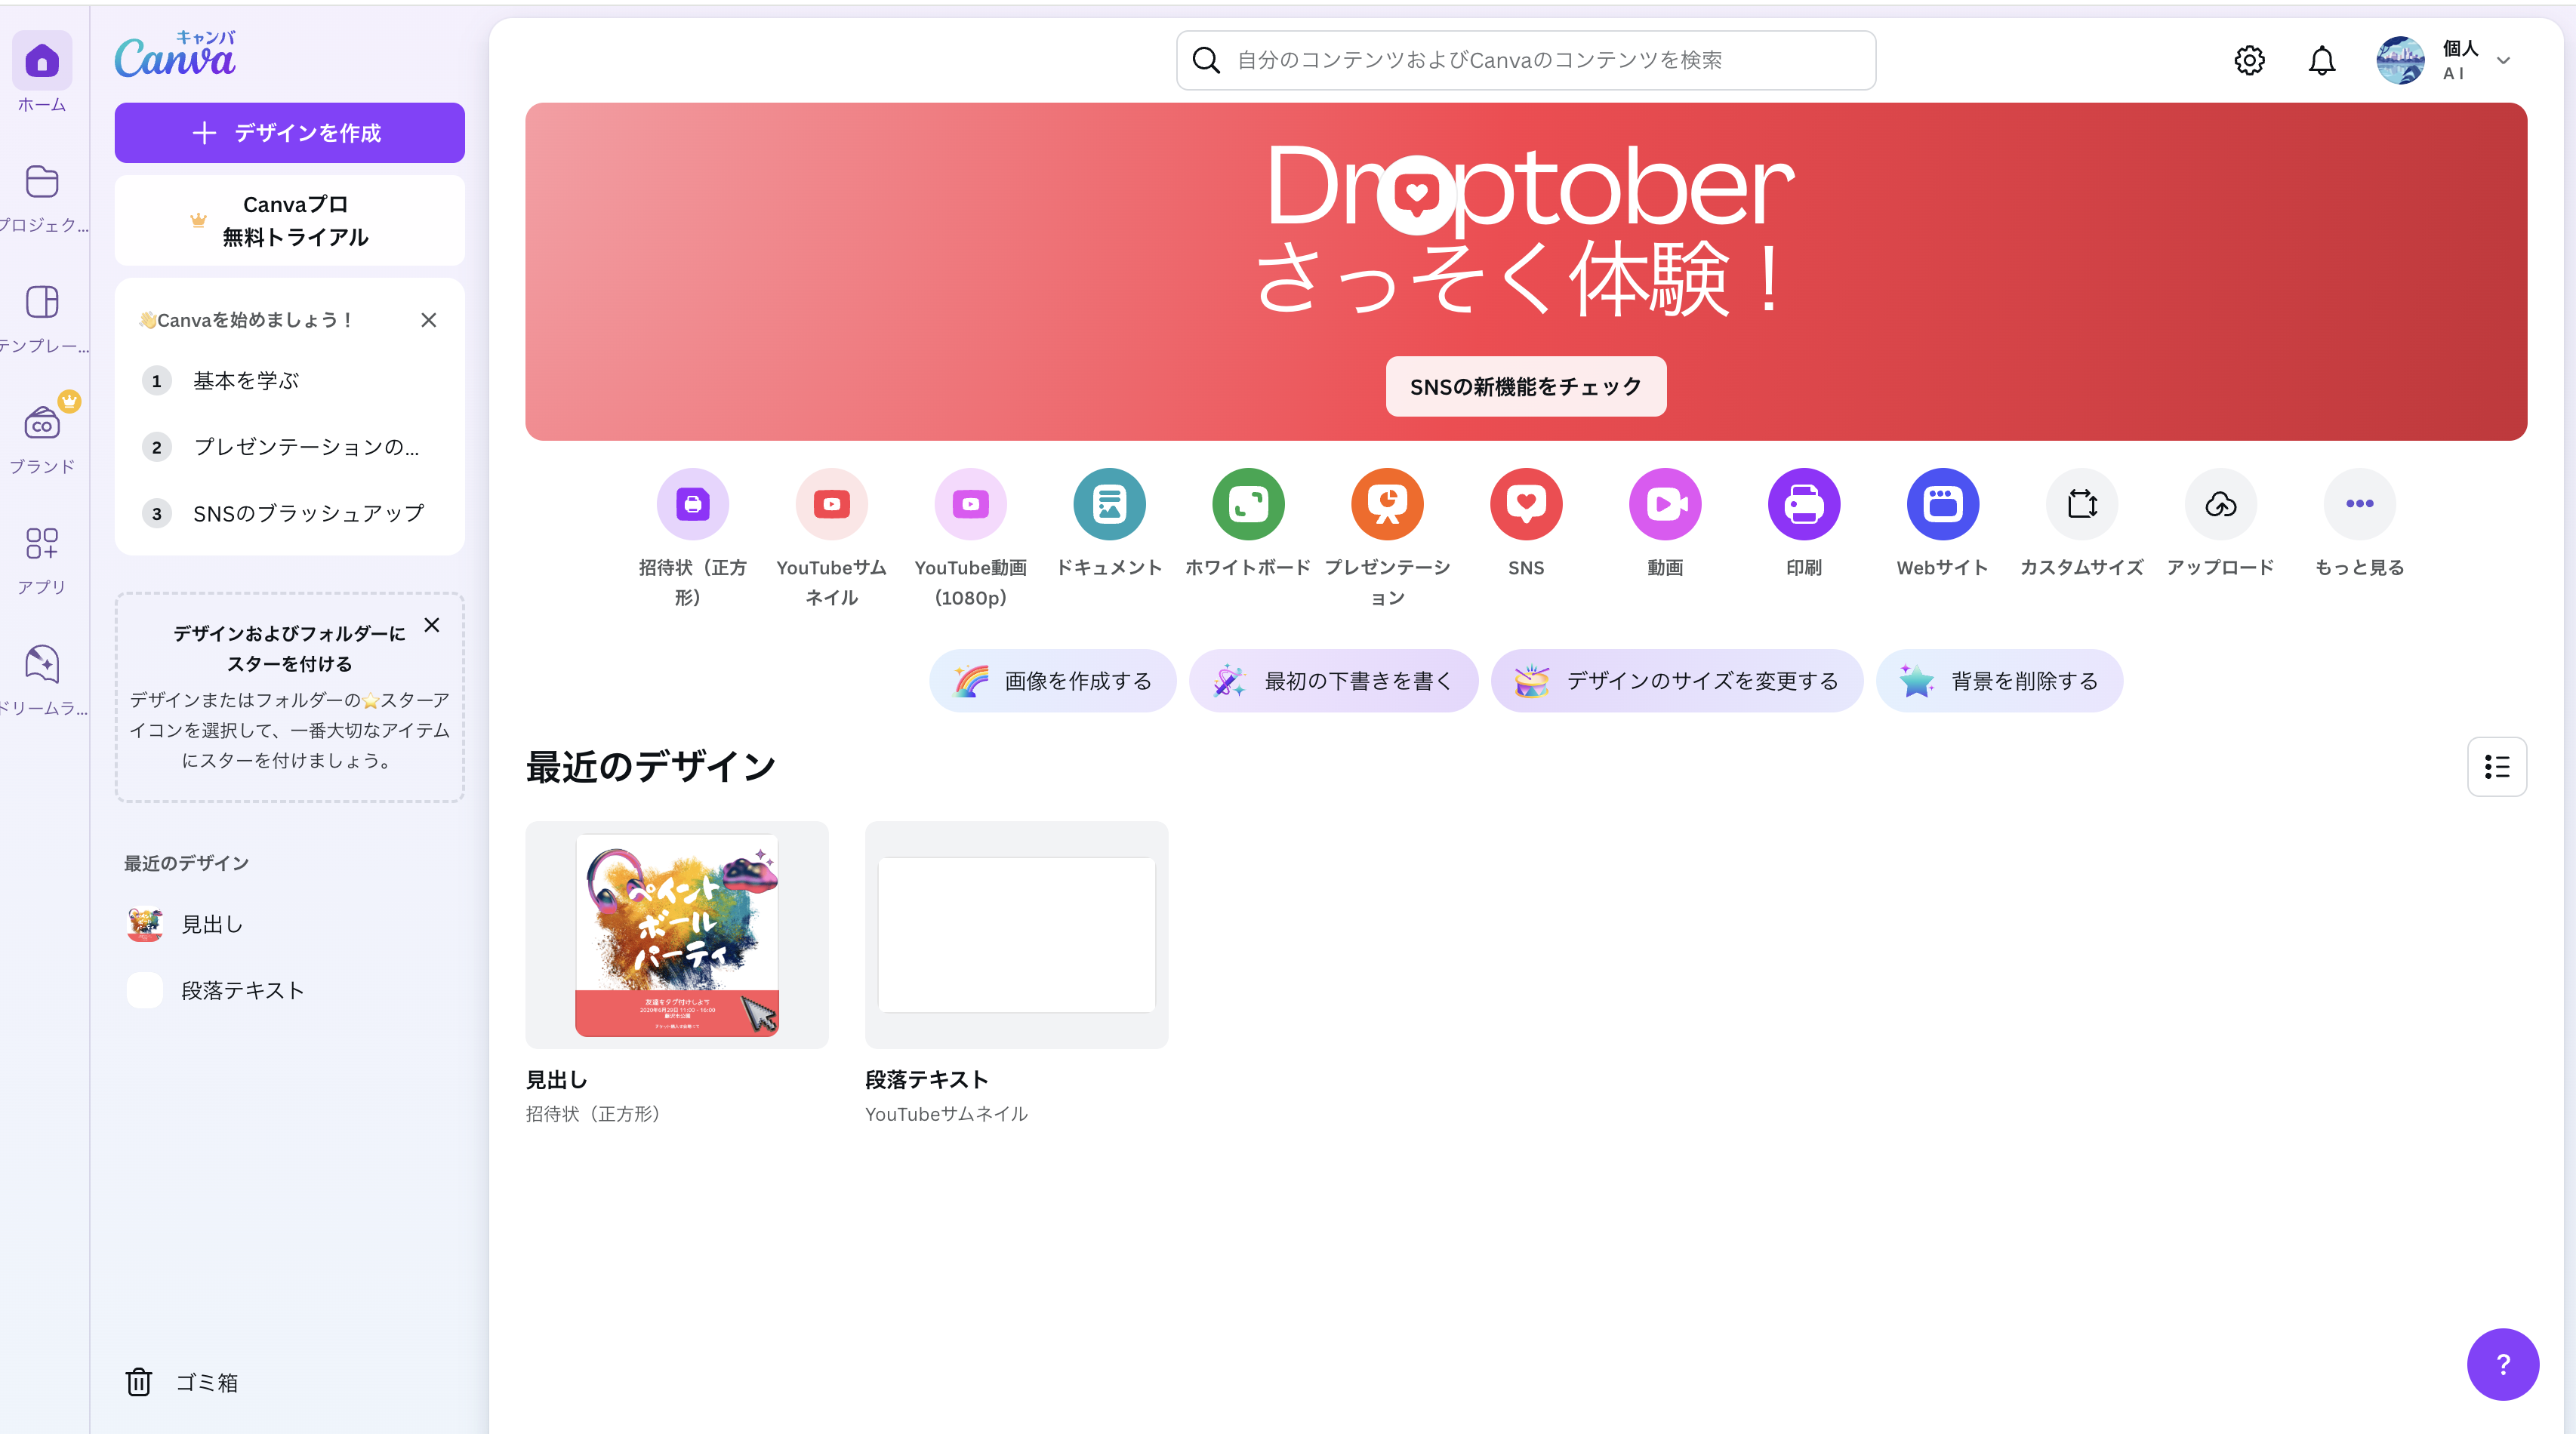 ホーム
プロジェク...
テンプレー...
CO
ブランド
アプリ
ドリームラ...
キャンバ
Canva
デザインを作成
Canvaプロ
無料トライアル
👋Canvaを始めましょう！
1 基本を学ぶ
2 プレゼンテーションの...
3 SNSのブラッシュアップ
デザインおよびフォルダーに
スターを付ける
デザインまたはフォルダーの⭐スターア
イコンを選択して、一番大切なアイテム
にスターを付けましょう。
最近のデザイン
見出し
段落テキスト
ゴミ箱
自分のコンテンツおよびCanvaのコンテンツを検索
個人
A I
Droptober
さっそく体験！
SNSの新機能をチェック
招待状（正方
形）
YouTubeサム
ネイル
YouTube動画
（1080p）
ドキュメント
ホワイトボード
プレゼンテーシ
ョン
SNS
動画
印刷
Webサイト
カスタムサイズ
アップロード
もっと見る
画像を作成する
最初の下書きを書く
デザインのサイズを変更する
背景を削除する
最近のデザイン
ペイント
ボール
パーティ
友達をタグ付けしよう
見出し
招待状（正方形）
段落テキスト
YouTubeサムネイル
?